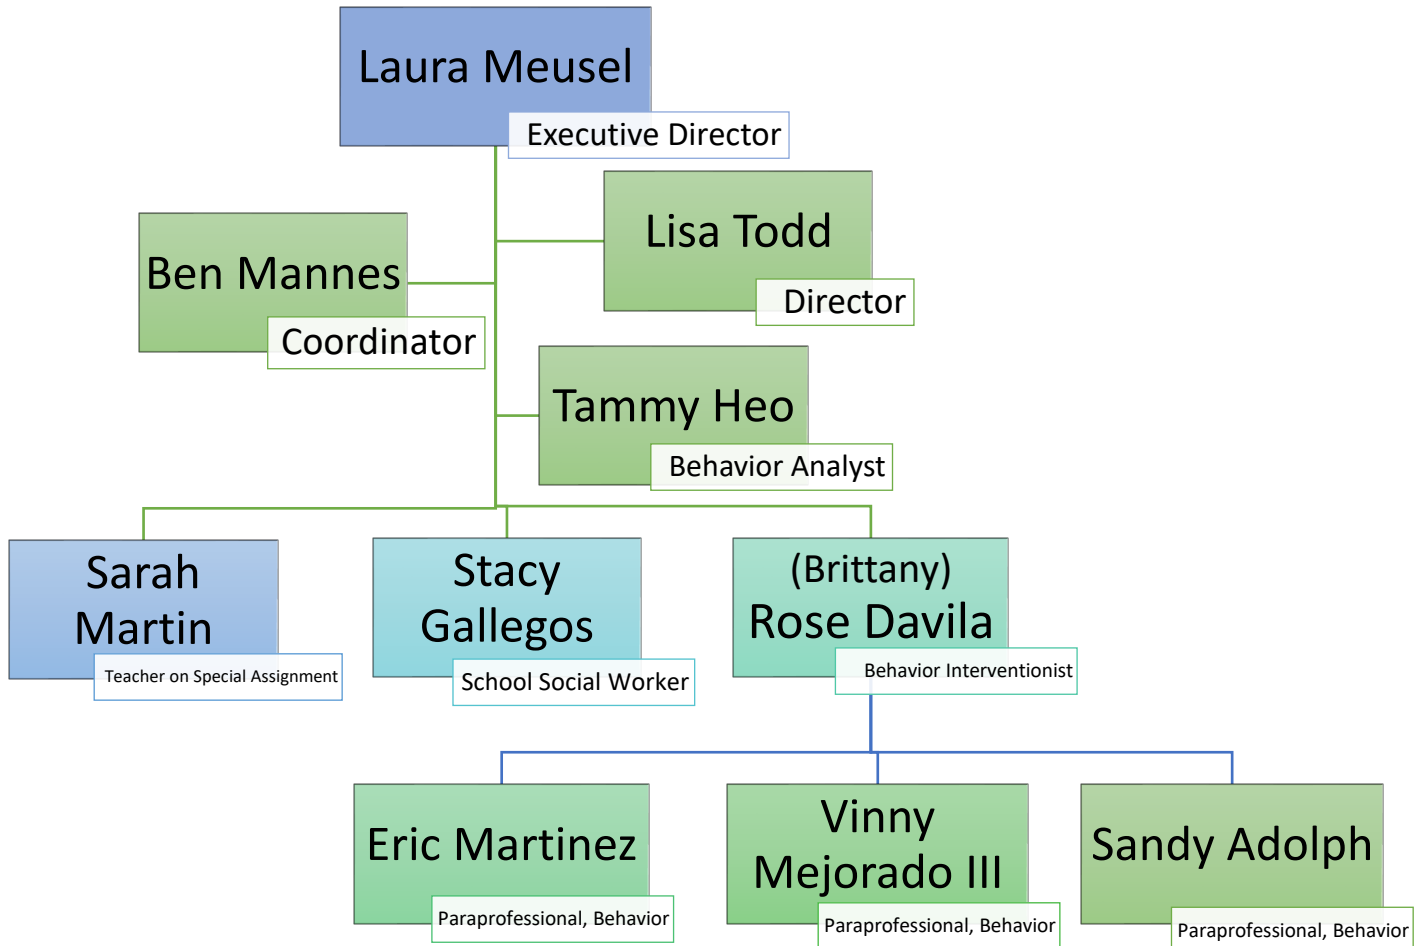 Laura Meusel
Executive Director
Lisa Todd
Director
Ben Mannes
Coordinator
Tammy Heo
Behavior Analyst
Sarah
Martin
Teacher on Special Assignment
Stacy
Gallegos
School Social Worker
(Brittany)
Rose Davila
Behavior Interventionist
Eric Martinez
Paraprofessional, Behavior
Vinny
Mejorado III
Paraprofessional, Behavior
Sandy Adolph
Paraprofessional, Behavior